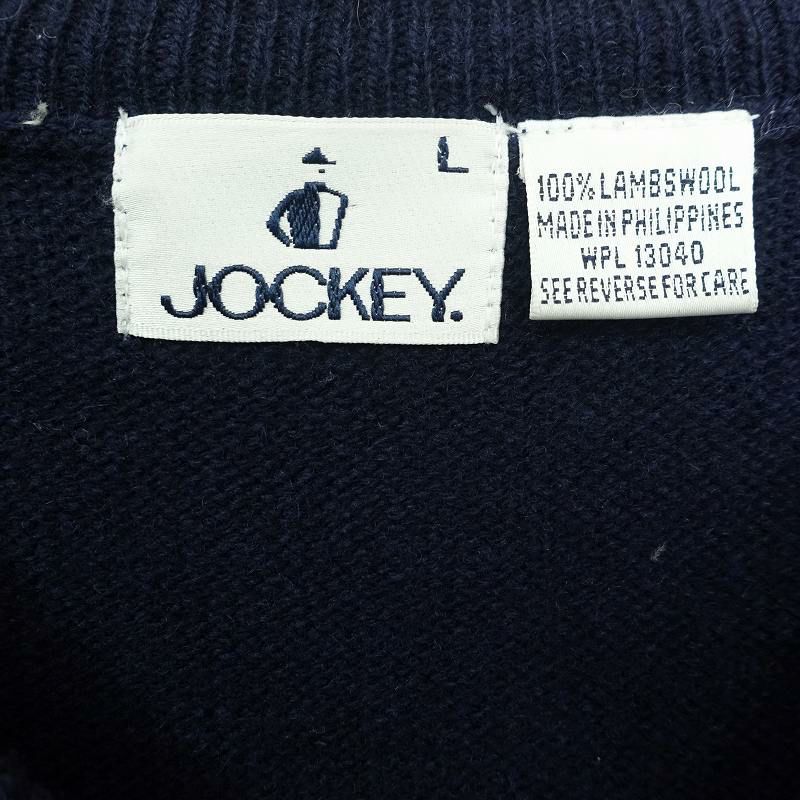 L
JOCKEY.
100% LAMBSWOOL
MADE IN PHILIPPINES
WPL 13040
SEE REVERSE FOR CARE